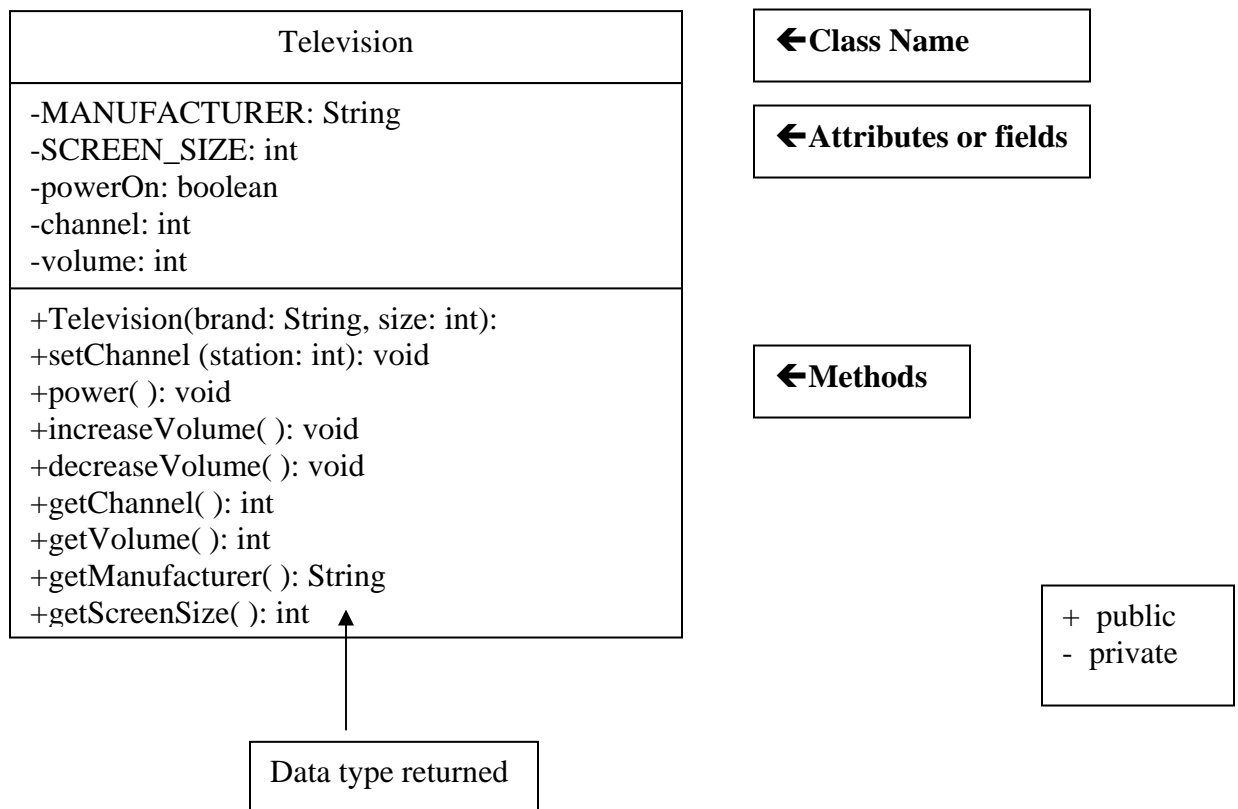 Television
-MANUFACTURER: String
-SCREEN_SIZE: int
-powerOn: boolean
-channel: int
-volume: int
+Television(brand: String, size: int):
+setChannel (station: int): void
+power( ): void
+increaseVolume( ): void
+decreaseVolume( ): void
+getChannel( ): int
+getVolume( ): int
+getManufacturer( ): String
+getScreenSize( ): int
←Class Name
←Attributes or fields
←Methods
+ public
- private
Data type returned